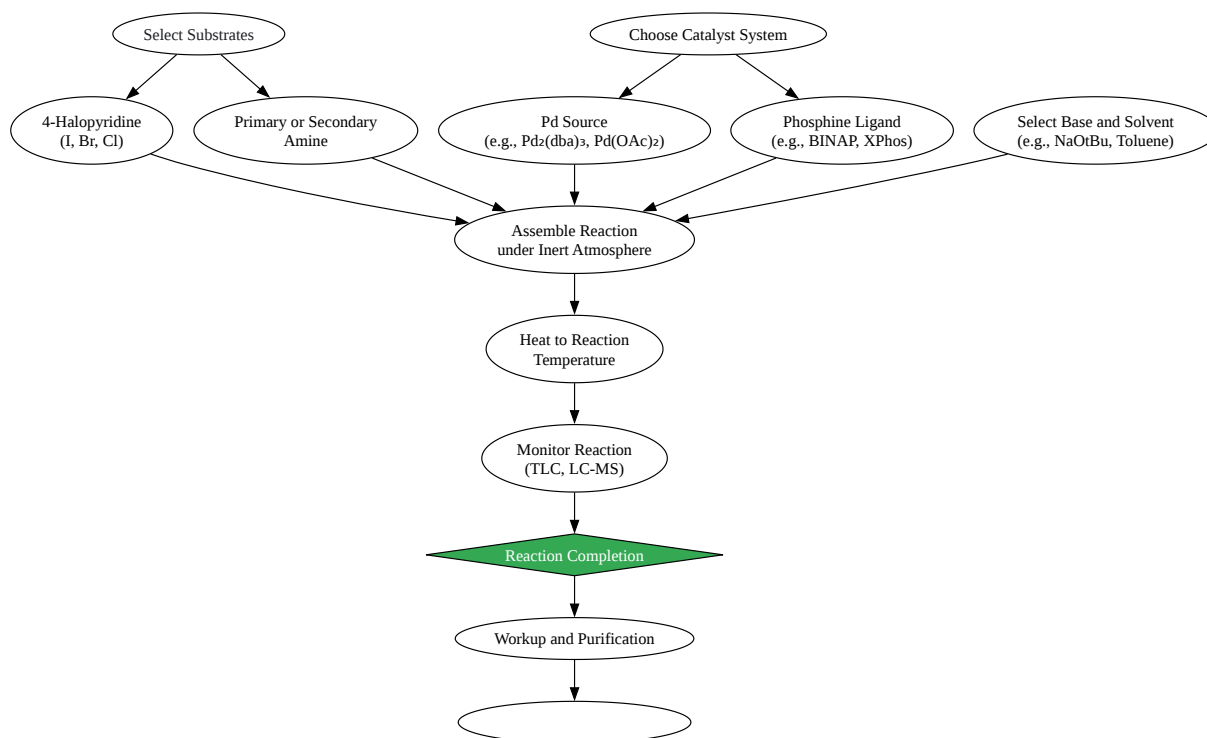 Select Substrates
Choose Catalyst System
4-Halopyridine
(I, Br, Cl)
Primary or Secondary
Amine
Pd Source
(e.g., Pd₂(dba)₃, Pd(OAc)₂)
Phosphine Ligand
(e.g., BINAP, XPhos)
Select Base and Solvent
(e.g., NaOtBu, Toluene)
Assemble Reaction
under Inert Atmosphere
Heat to Reaction
Temperature
Monitor Reaction
(TLC, LC-MS)
Reaction Completion
Workup and Purification